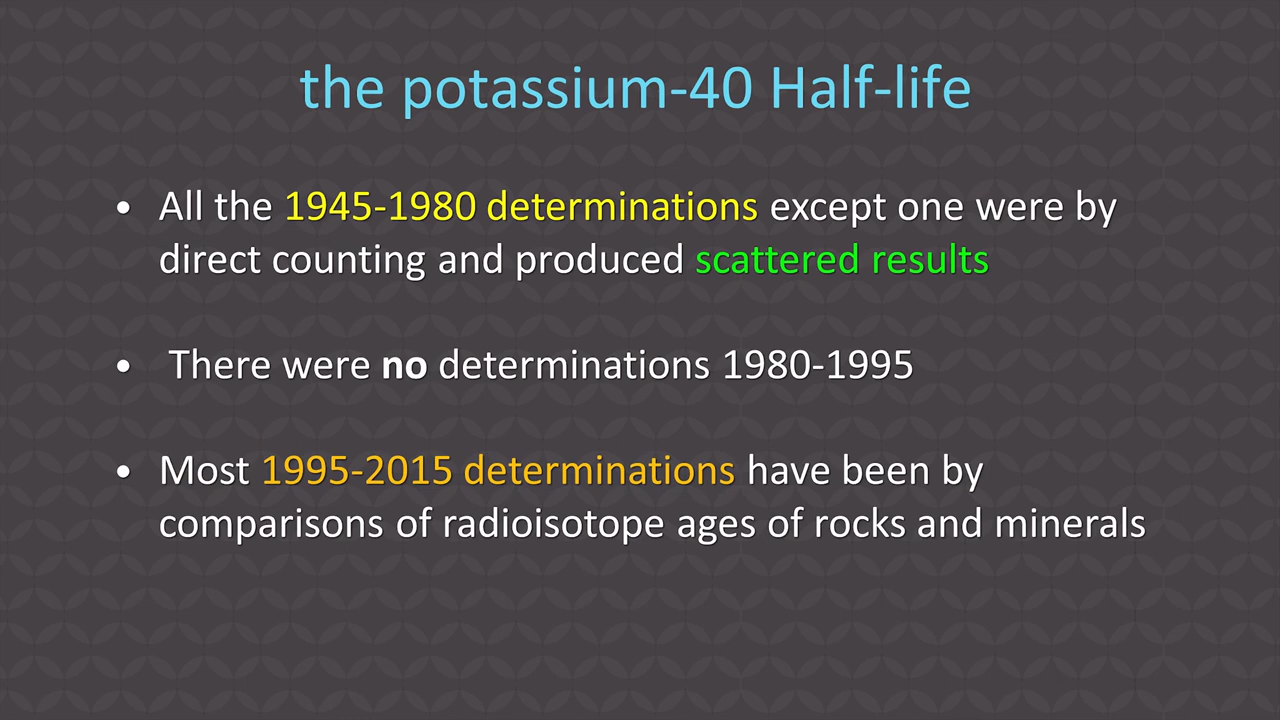 the potassium-40 Half-life
• All the 1945-1980 determinations except one were by
direct counting and produced scattered results
• There were no determinations 1980-1995
• Most 1995-2015 determinations have been by
comparisons of radioisotope ages of rocks and minerals